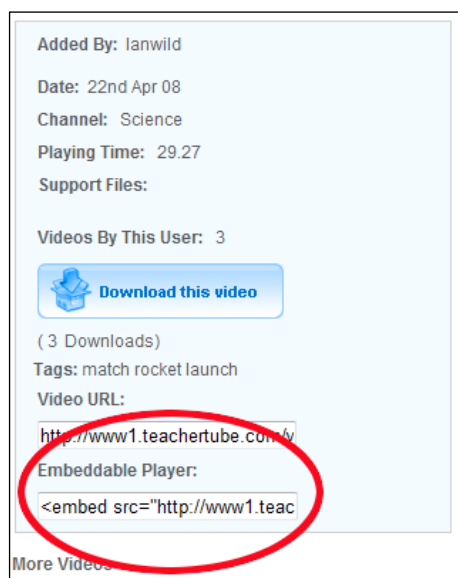 Added By: Ianwild
Date: 22nd Apr 08
Channel: Science
Playing Time: 29.27
Support Files:
Videos By This User: 3
Download this video
( 3 Downloads)
Tags: match rocket launch
Video URL:
http://www1.teachertube.com/v
Embeddable Player:
<embed src="http://www1.teac
More Videos